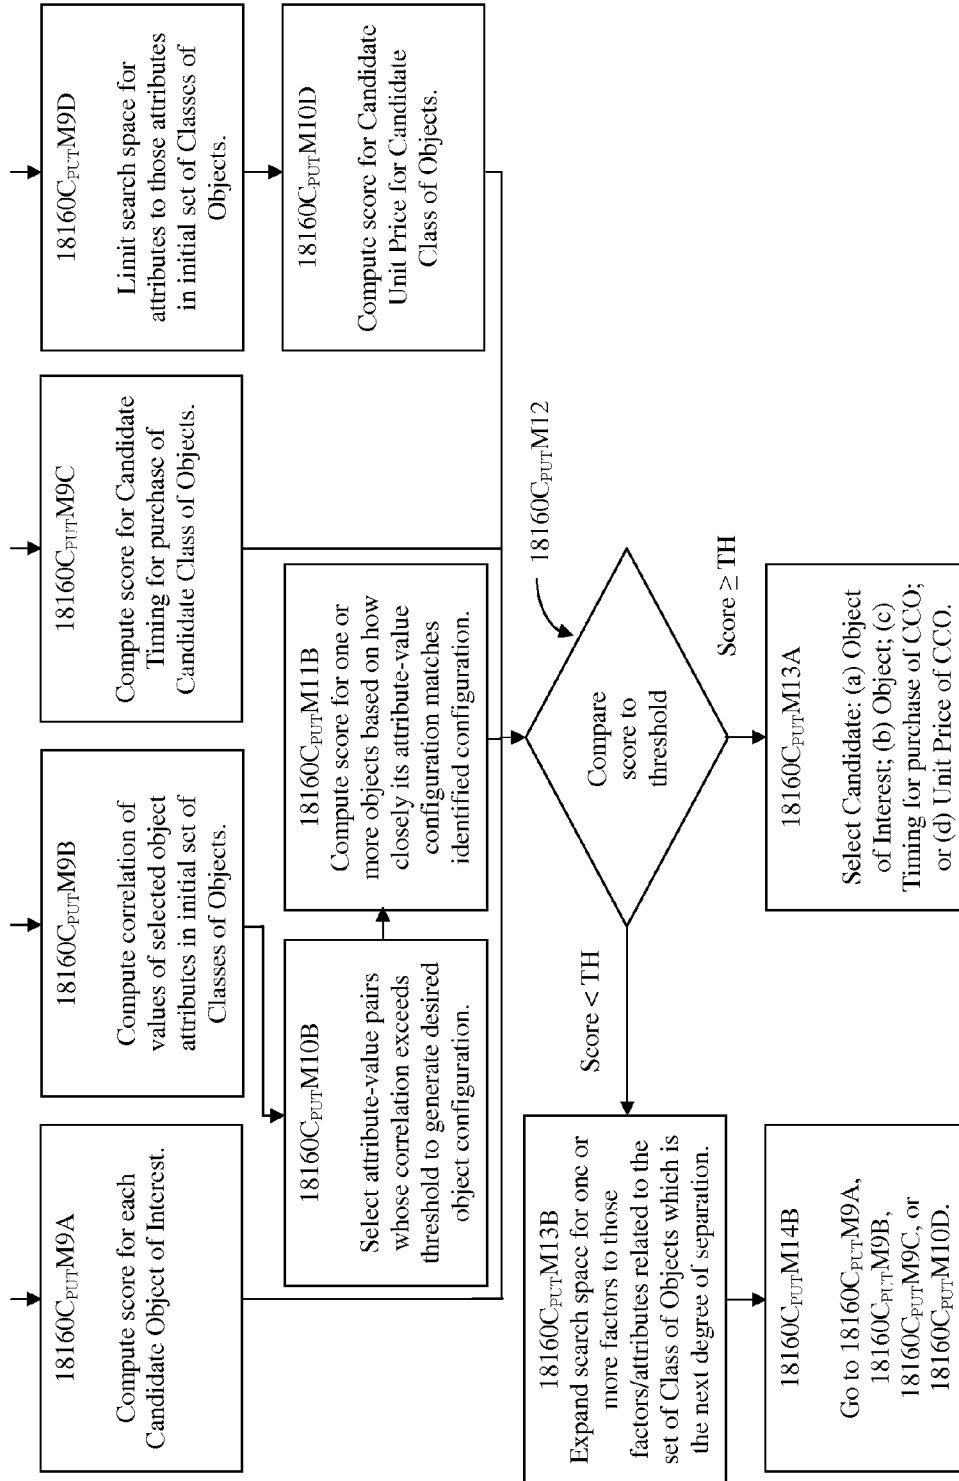 18160CPUTM9A
Compute score for each
Candidate Object of Interest.
18160CPUTM9B
Compute correlation of
values of selected object
attributes in initial set of
Classes of Objects.
18160CPUTM9C
Compute score for Candidate
Timing for purchase of
Candidate Class of Objects.
18160CPUTM9D
Limit search space for
attributes to those attributes
in initial set of Classes of
Objects.
18160CPUTM10B
Select attribute-value pairs
whose correlation exceeds
threshold to generate desired
object configuration.
18160CPUTM11B
Compute score for one or
more objects based on how
closely its attribute-value
configuration matches
identified configuration.
18160CPUTM10D
Compute score for Candidate
Unit Price for Candidate
Class of Objects.
18160CPUTM12
Compare
score to
threshold
Score < TH
Score ≥ TH
18160CPUTM13B
Expand search space for one or
more factors to those
factors/attributes related to the
set of Class of Objects which is
the next degree of separation.
18160CPUTM13A
Select Candidate: (a) Object
of Interest; (b) Object; (c)
Timing for purchase of CCO;
or (d) Unit Price of CCO.
18160CPUTM14B
Go to 18160CPUTM9A,
18160CPUTM9B,
18160CPUTM9C, or
18160CPUTM10D.